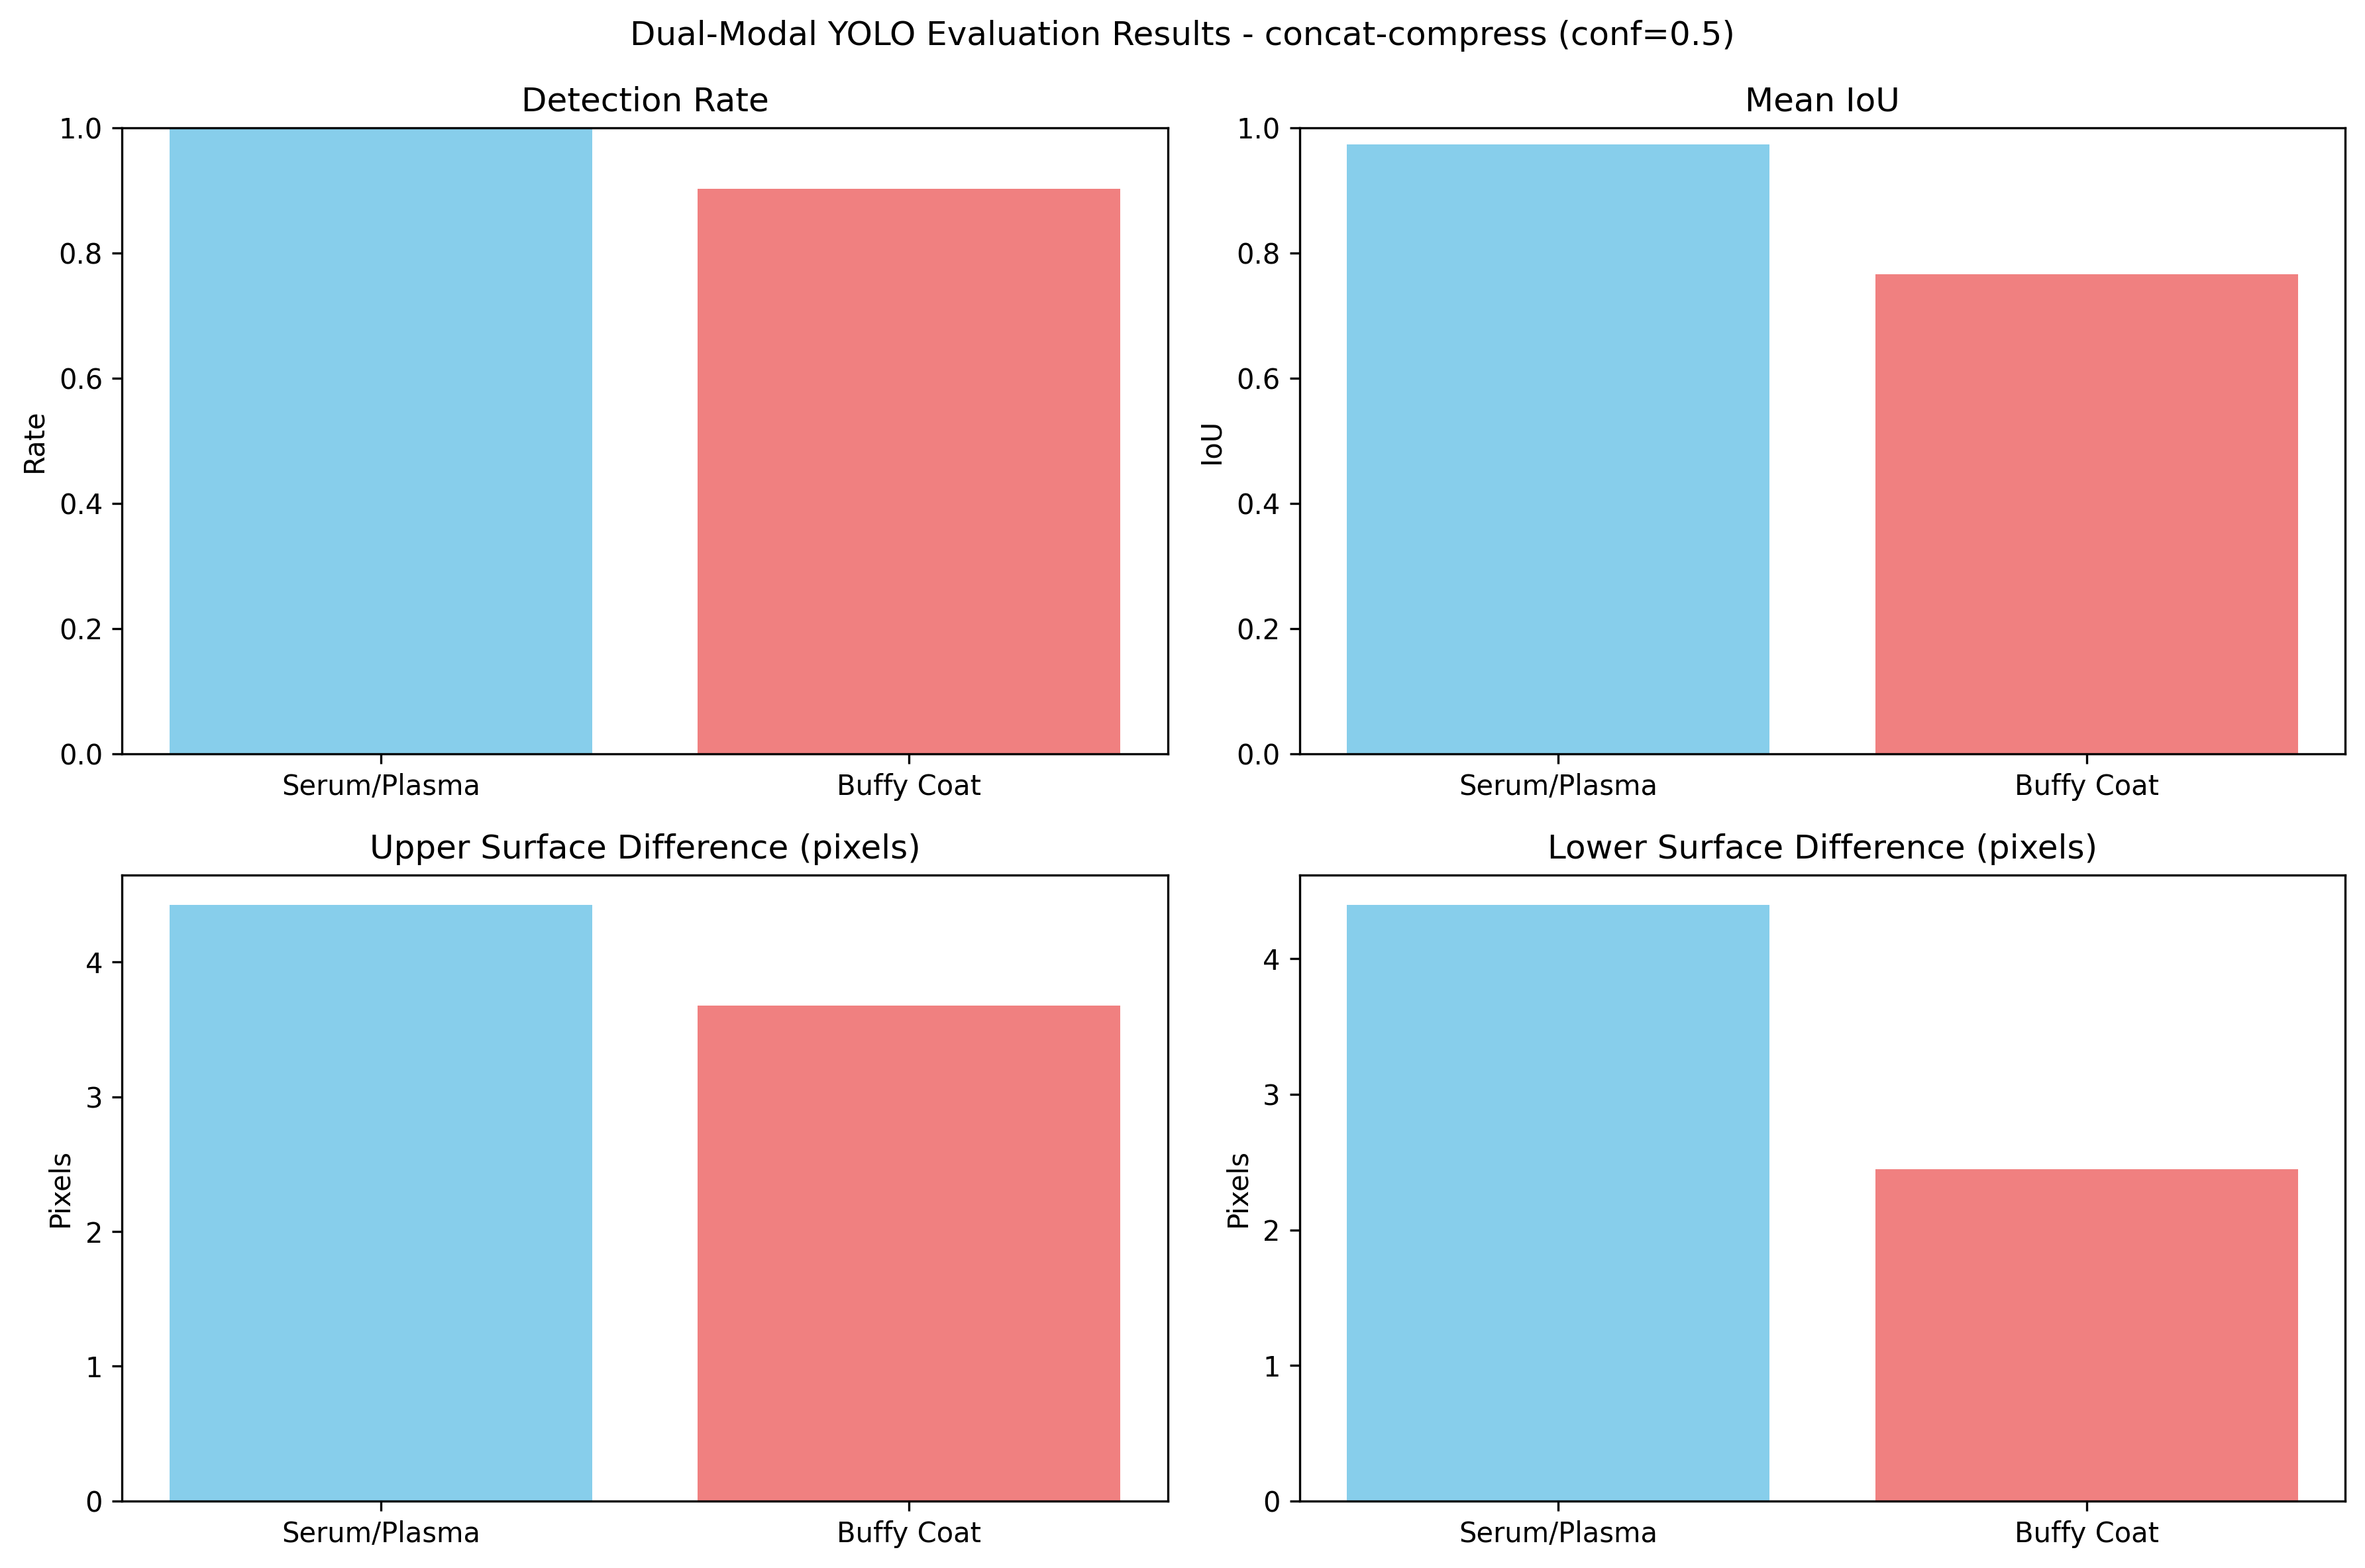 Dual-Modal YOLO Evaluation Results - concat-compress (conf=0.5)
Detection Rate
1.0
0.8
0.6
0.4
0.2
0.0
Rate
Serum/Plasma
Buffy Coat
Mean IoU
1.0
0.8
0.6
0.4
0.2
0.0
IoU
Serum/Plasma
Buffy Coat
Upper Surface Difference (pixels)
4
3
2
1
0
Pixels
Serum/Plasma
Buffy Coat
Lower Surface Difference (pixels)
4
3
2
1
0
Pixels
Serum/Plasma
Buffy Coat